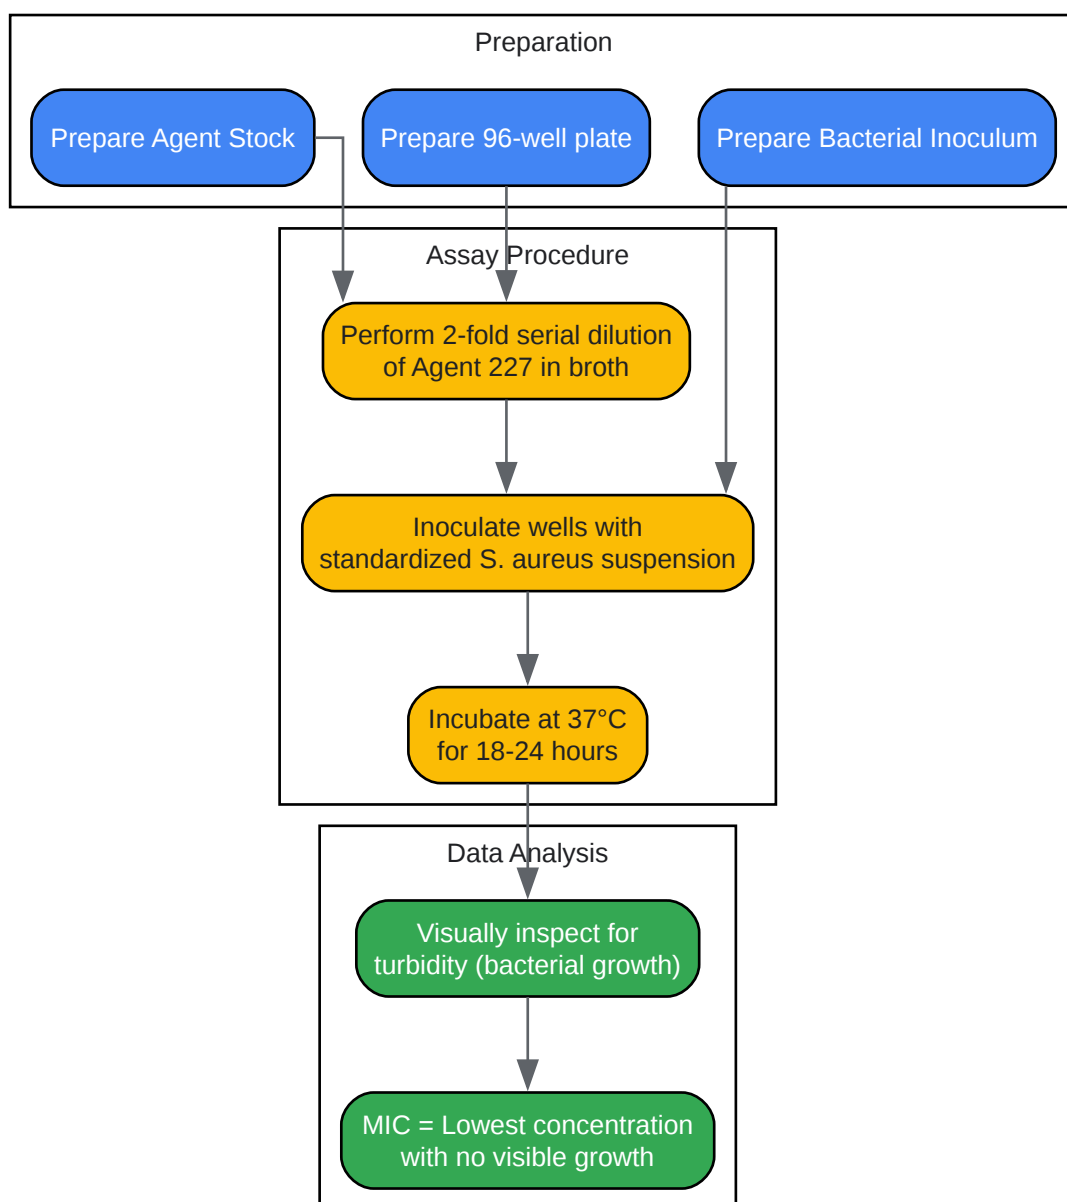 Preparation
Prepare Agent Stock
Prepare 96-well plate
Prepare Bacterial Inoculum
Assay Procedure
Perform 2-fold serial dilution
of Agent 227 in broth
Inoculate wells with
standardized S. aureus suspension
Incubate at 37°C
for 18-24 hours
Data Analysis
Visually inspect for
turbidity (bacterial growth)
MIC = Lowest concentration
with no visible growth